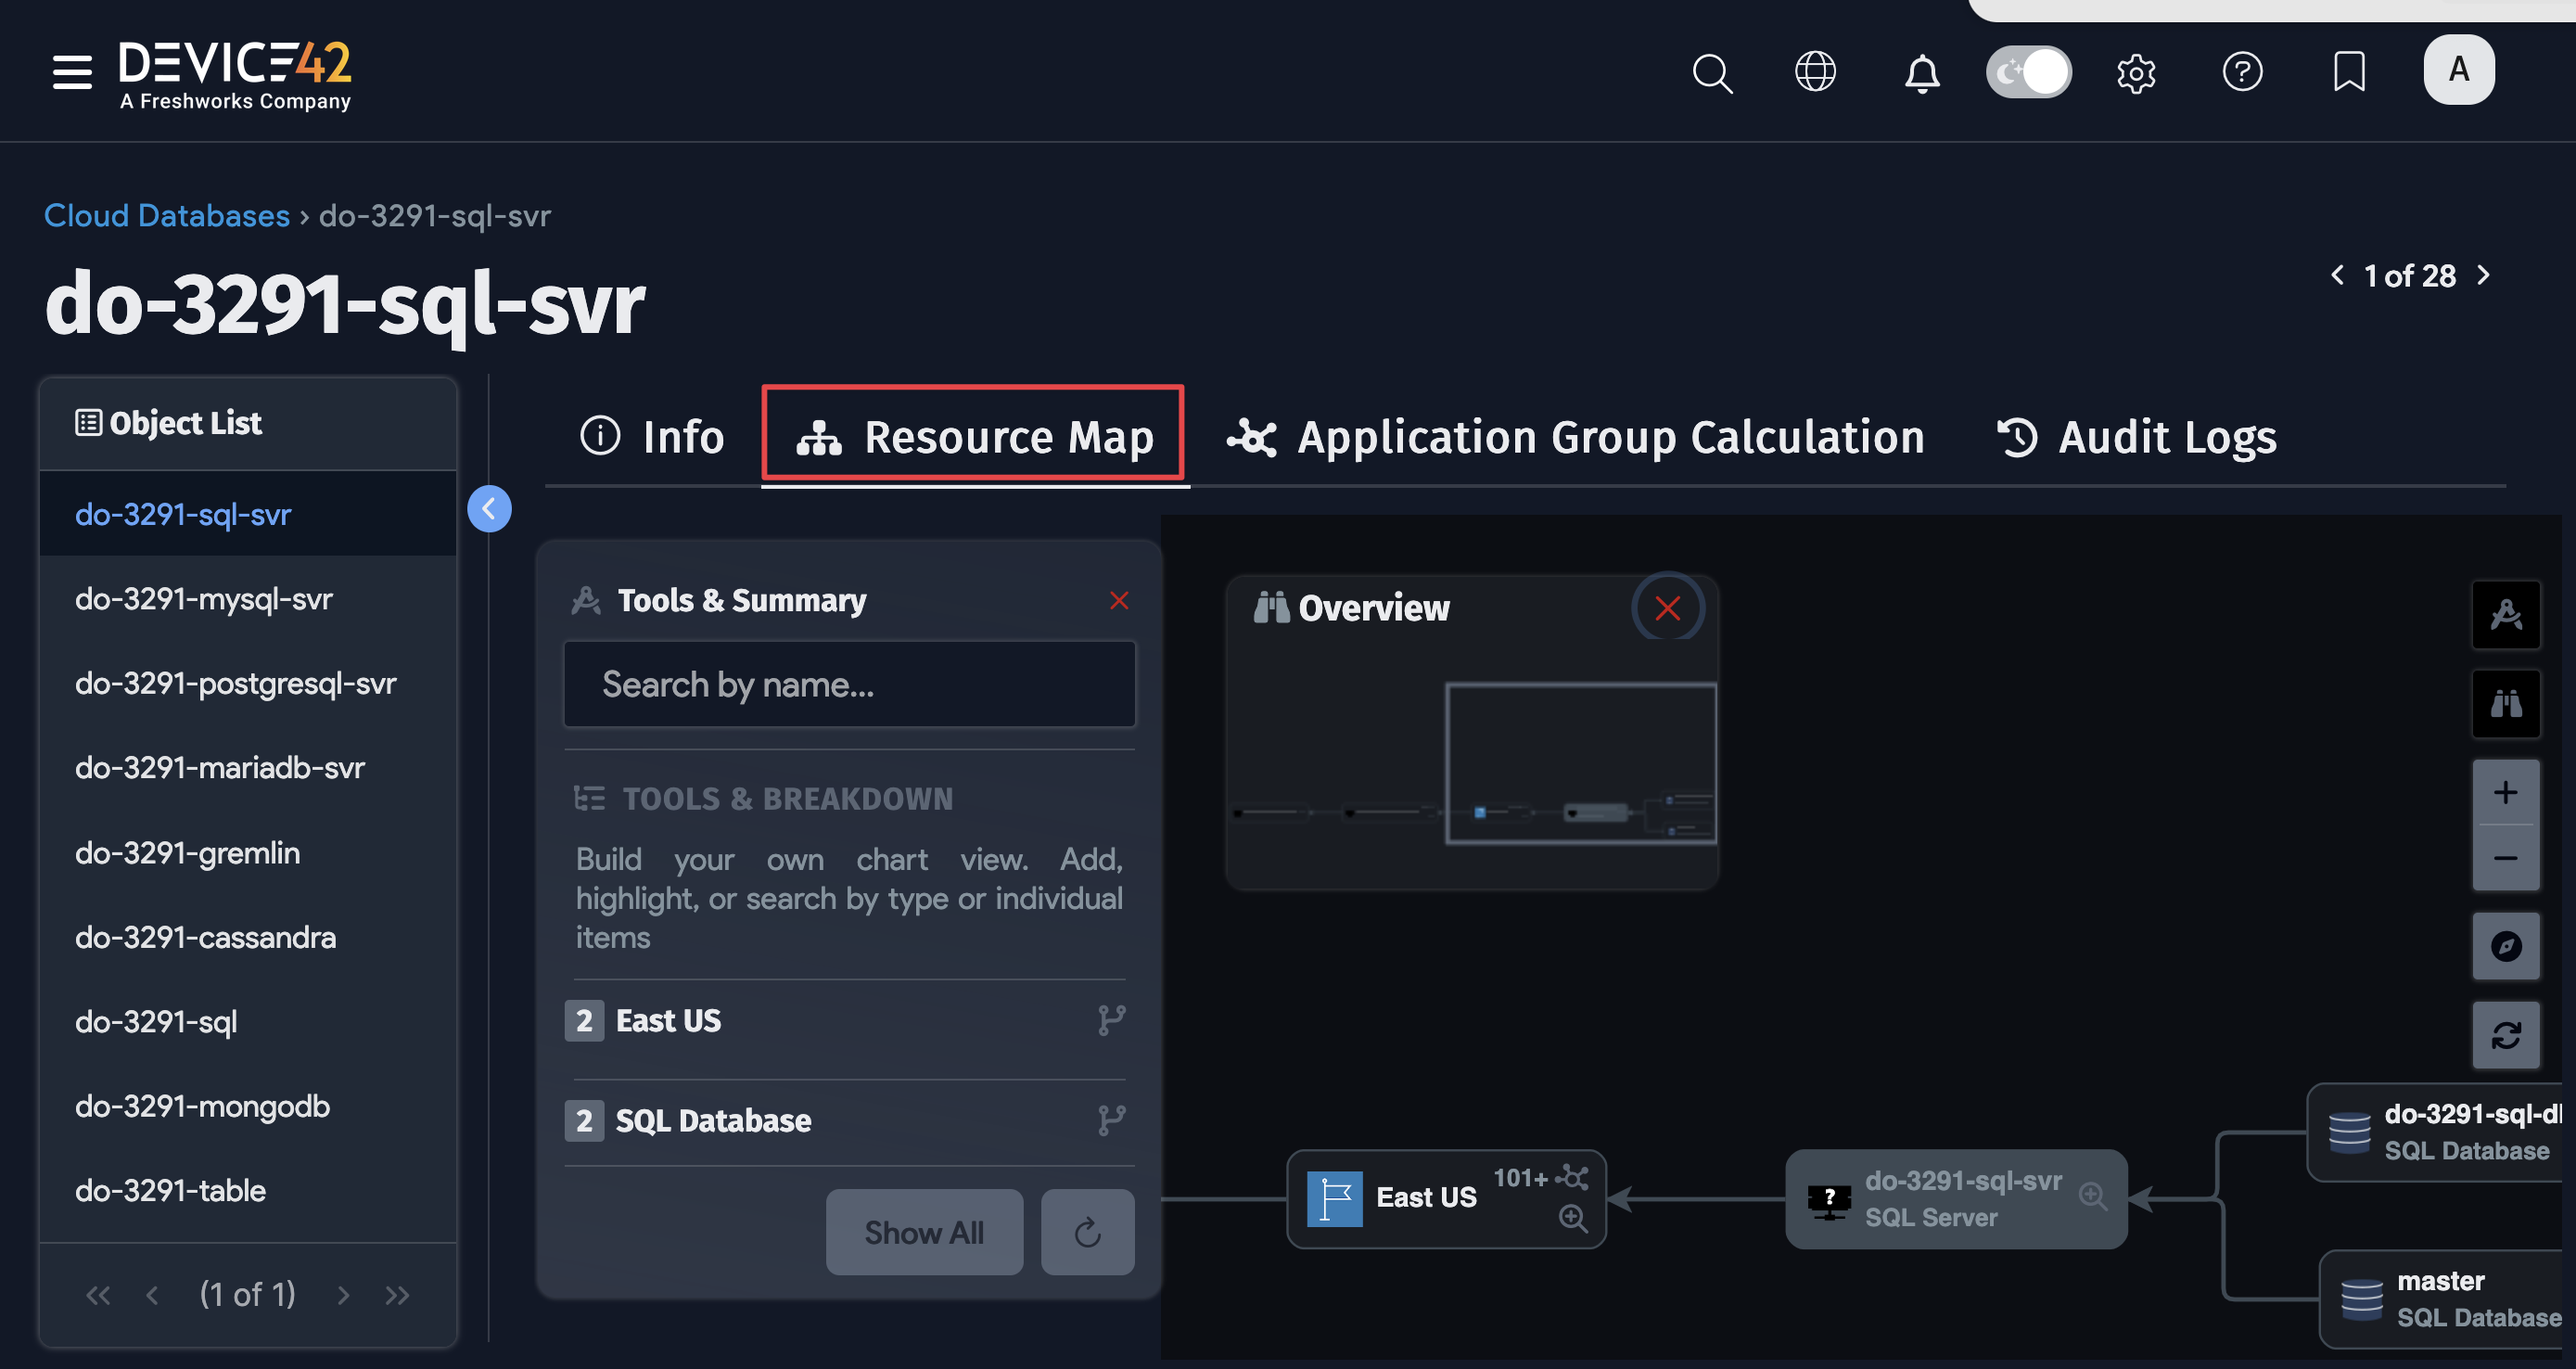 DEVICE42
A Freshworks Company
A
Cloud Databases › do-3291-sql-svr
do-3291-sql-svr
1 of 28
Object List
do-3291-sql-svr
do-3291-mysql-svr
do-3291-postgresql-svr
do-3291-mariadb-svr
do-3291-gremlin
do-3291-cassandra
do-3291-sql
do-3291-mongodb
do-3291-table
(1 of 1)
Info
Resource Map
Application Group Calculation
Audit Logs
Tools & Summary
Search by name...
TOOLS & BREAKDOWN
Build your own chart view. Add,
highlight, or search by type or individual
items
2 East US
2 SQL Database
Show All
Overview
East US
101+
do-3291-sql-svr
SQL Server
do-3291-sql-d
SQL Database
master
SQL Database